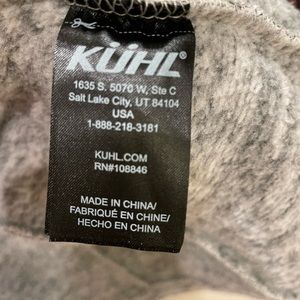 KÜHL®
1635 S. 5070 W, Ste C
Salt Lake City, UT 84104
USA
1-888-218-3181
KUHL.COM
RN#108846
MADE IN CHINA/
FABRIQUÉ EN CHINE/
HECHO EN CHINA